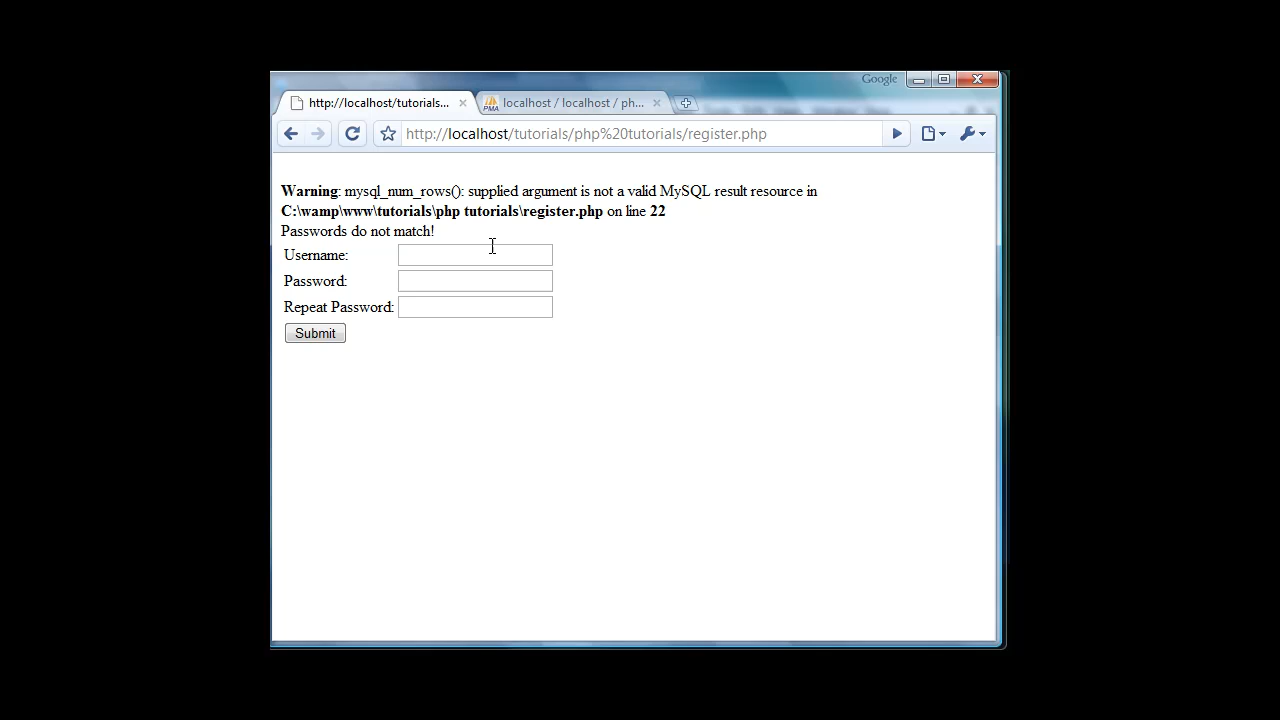 Google
http://localhost/tutorials...
PMA localhost / localhost / ph...
http://localhost/tutorials/php%20tutorials/register.php
Warning: mysql_num_rows(): supplied argument is not a valid MySQL result resource in
C:\wamp\www\tutorials\php tutorials\register.php on line 22
Passwords do not match!
Username:
Password:
Repeat Password:
Submit